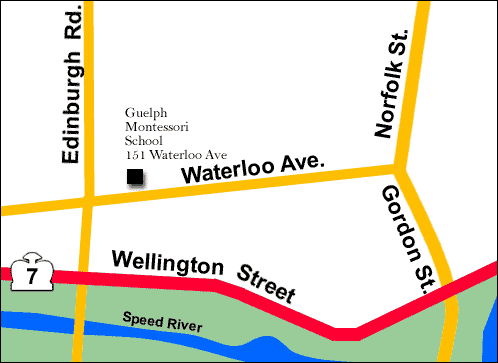 Edinburgh Rd.
Norfolk St.
Guelph
Montessori
School
151 Waterloo Ave
Waterloo Ave.
Gordon St.
Wellington Street
7
Speed River